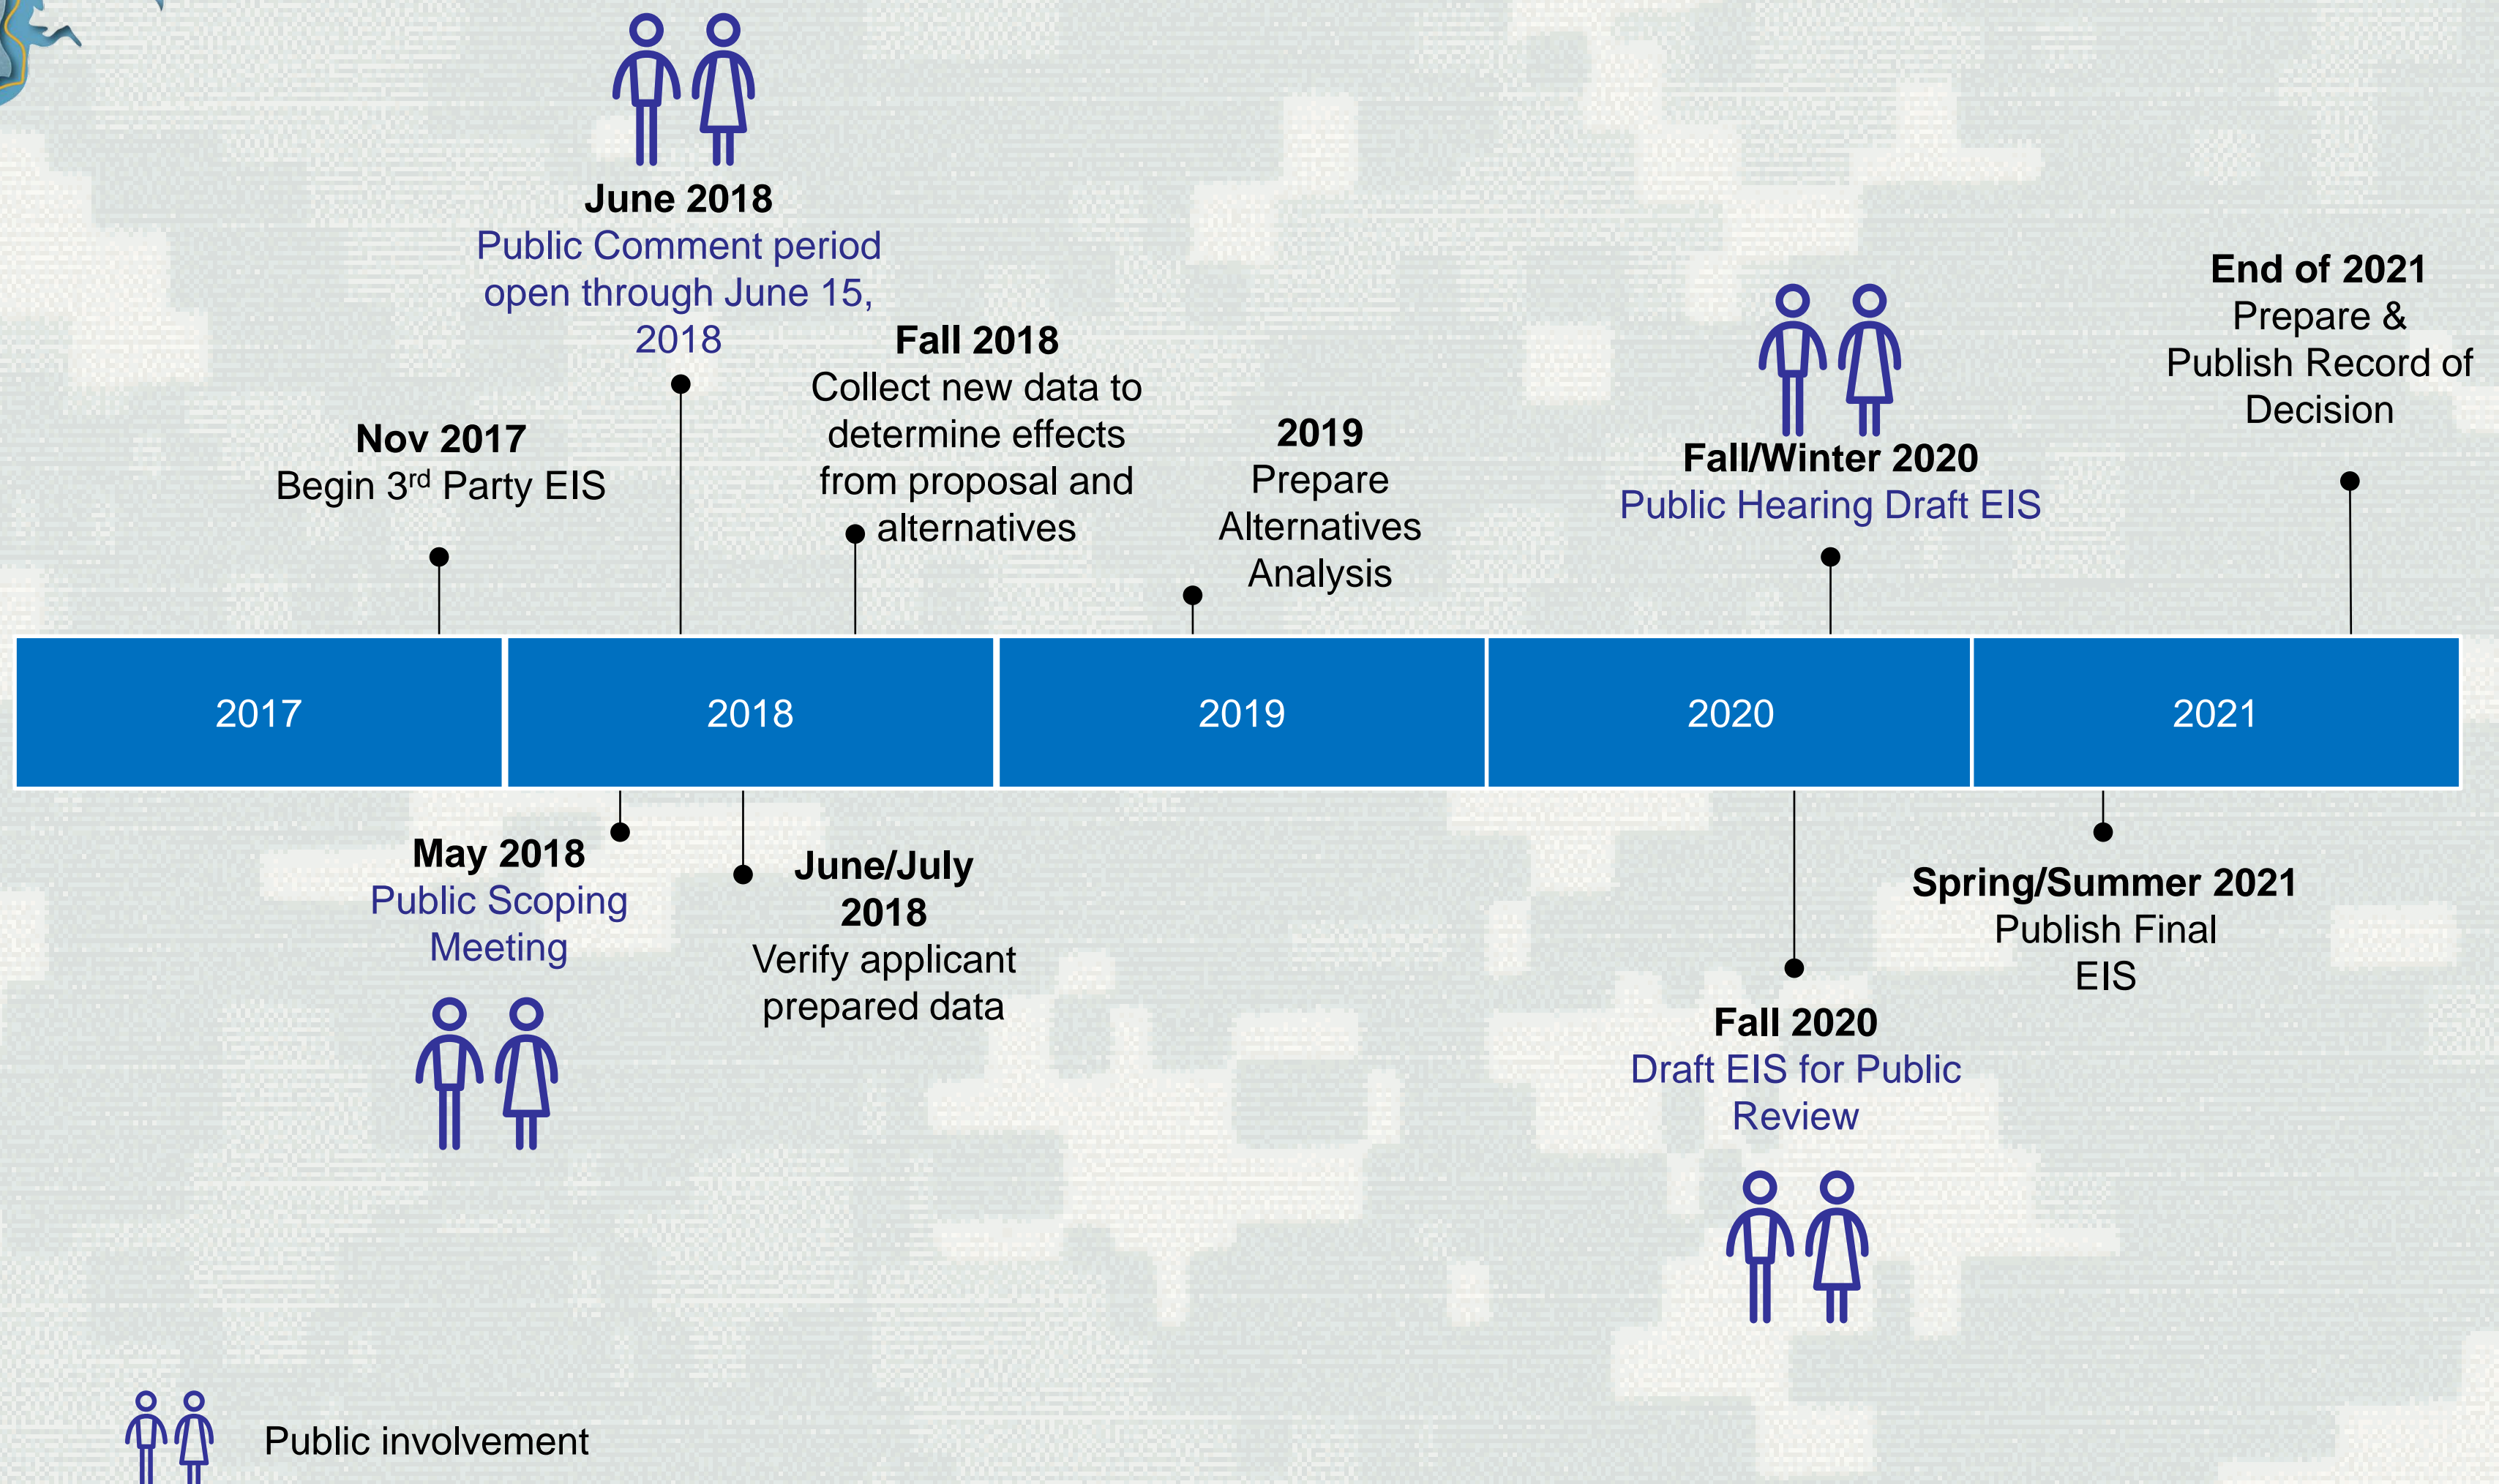 June 2018
Public Comment period
open through June 15,
2018
Nov 2017
Begin 3rd Party EIS
Fall 2018
Collect new data to
determine effects
from proposal and
alternatives
2019
Prepare
Alternatives
Analysis
Fall/Winter 2020
Public Hearing Draft EIS
End of 2021
Prepare &
Publish Record of
Decision
2017
2018
2019
2020
2021
May 2018
Public Scoping
Meeting
June/July
2018
Verify applicant
prepared data
Fall 2020
Draft EIS for Public
Review
Spring/Summer 2021
Publish Final
EIS
Public involvement